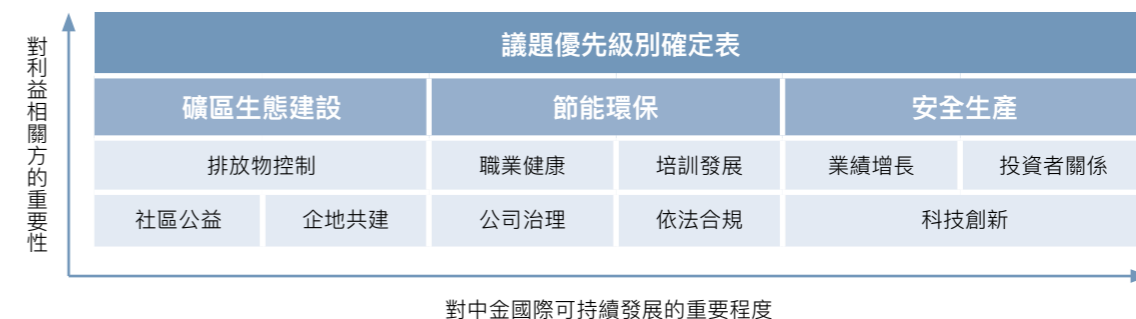 對利益相關方的重要性
議題優先級別確定表
礦區生態建設 節能環保 安全生產
排放物控制 職業健康 培訓發展 業績增長 投資者關係
社區公益 企地共建 公司治理 依法合規 科技創新
對中金國際可持續發展的重要程度